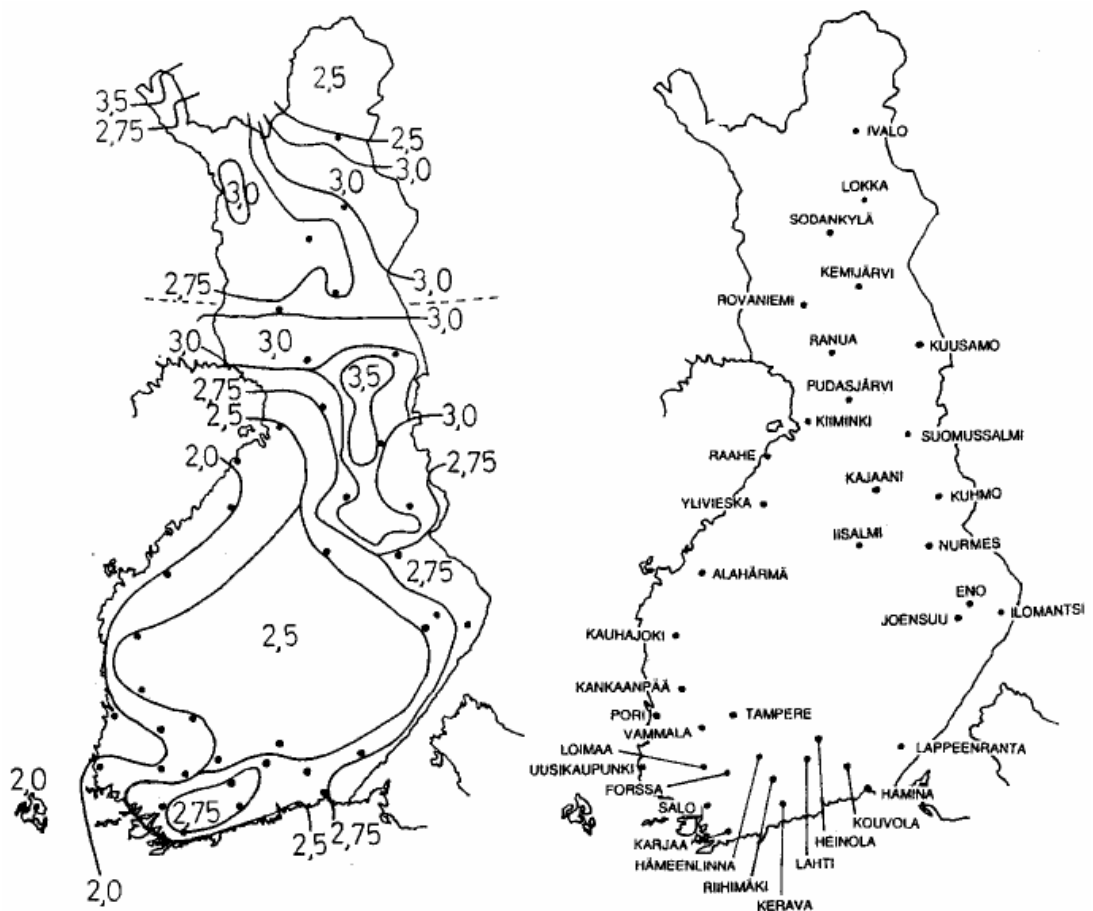 2,5
3,5
2,75
2,5
3,0
3,0
3,0
2,75
3,0
3,0
3,0
3,0
2,75
3,5
2,5
3,0
2,0
2,75
2,75
2,5
2,0
2,75
2,5
2,75
2,0
IVALO
LOKKA
SODANKYLÄ
KEMIJÄRVI
ROVANIEMI
RANUA
KUUSAMO
PUDASJÄRVI
KIIMINKI
SUOMUSSALMI
RAAHE
KAJAANI
YLIVIESKA
KUHMO
IISALMI
NURMES
ALAHÄRMÄ
ENO
JOENSUU
ILOMANTSI
KAUHAJOKI
KANKAANPÄÄ
PORI
TAMPERE
VAMMALA
LOIMAA
LAPPEENRANTA
UUSIKAUPUNKI
FORSSA
HAMINA
SALO
KOUVOLA
KARJAA
HEINOLA
HÄMEENLINNA
LAHTI
RIIHIMÄKI
KERAVA